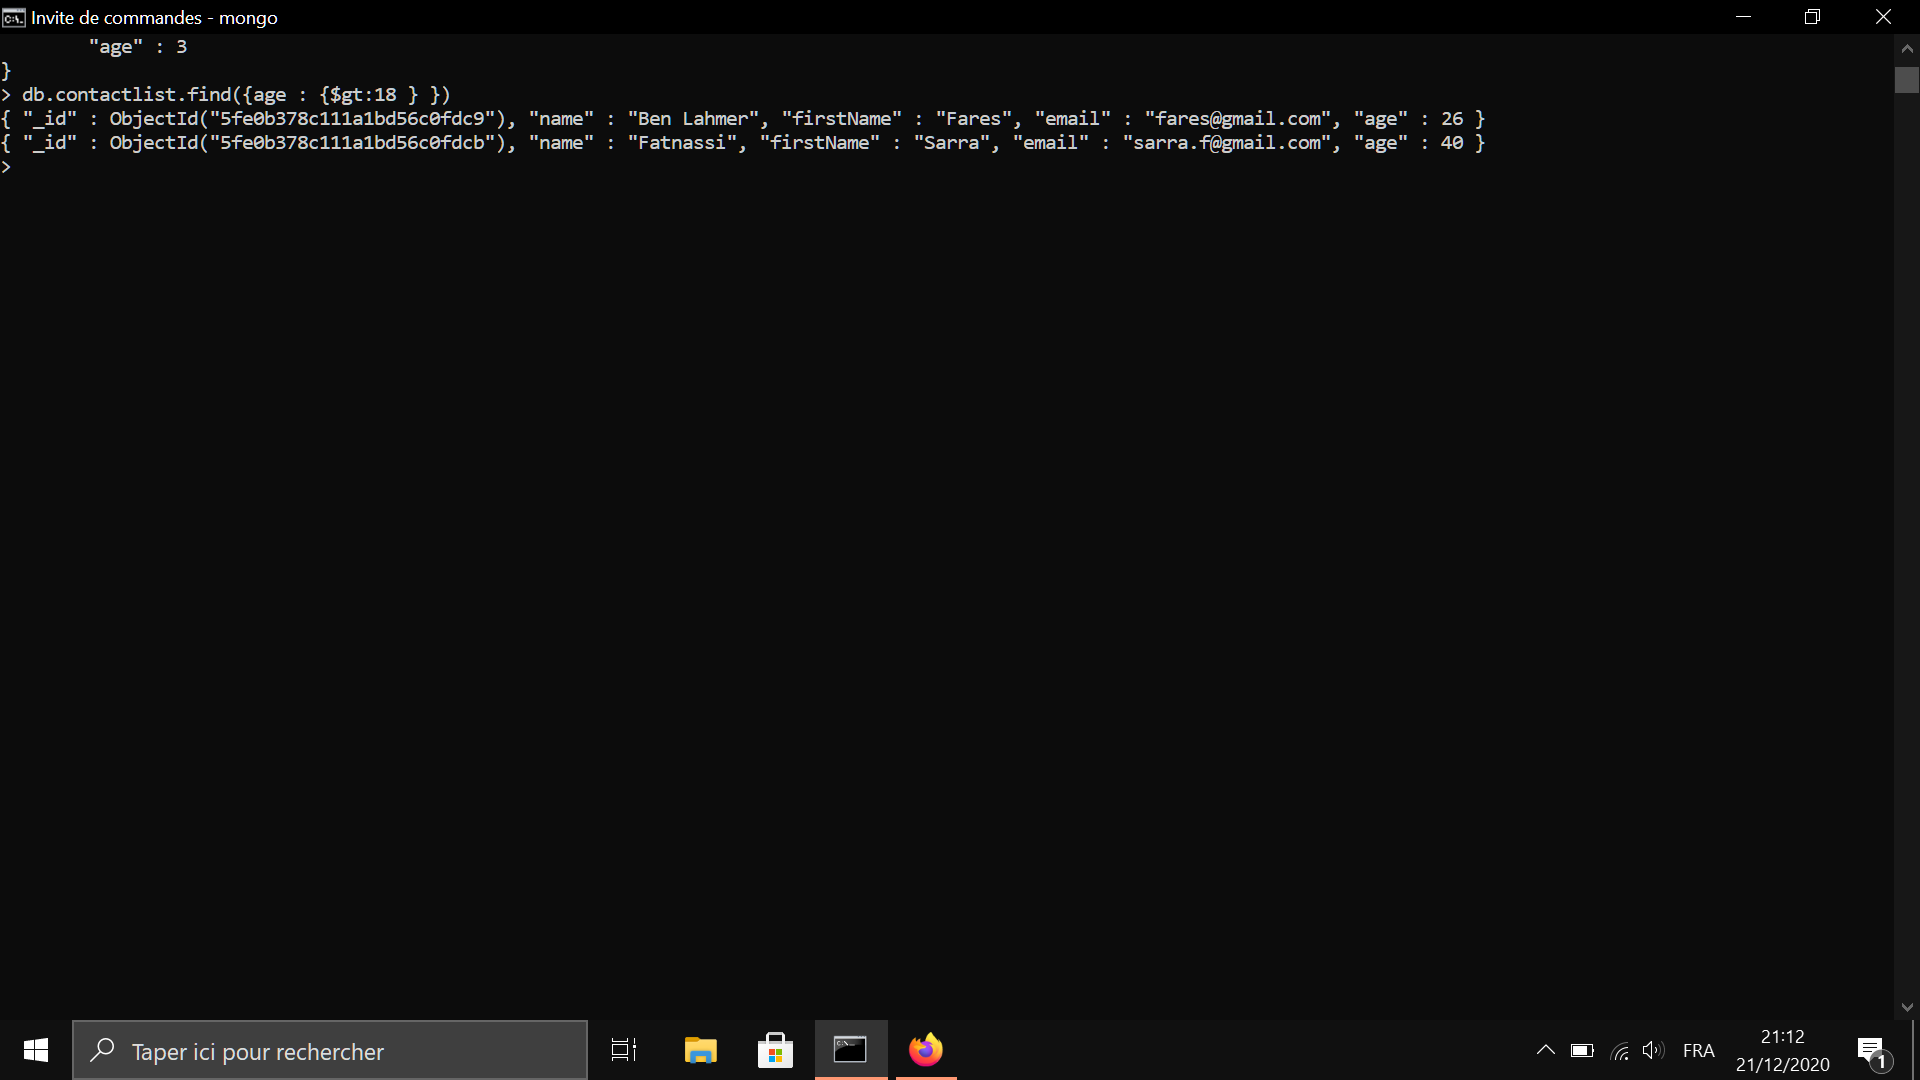 Invite de commandes - mongo
"age" : 3
}
> db.contactlist.find({age : {$gt:18 } })
{ "_id" : ObjectId("5fe0b378c111a1bd56c0fdc9"), "name" : "Ben Lahmer", "firstName" : "Fares", "email" : "fares@gmail.com", "age" : 26 }
{ "_id" : ObjectId("5fe0b378c111a1bd56c0fdcb"), "name" : "Fatnassi", "firstName" : "Sarra", "email" : "sarra.f@gmail.com", "age" : 40 }
>
Taper ici pour rechercher
FRA
21:12
21/12/2020
1